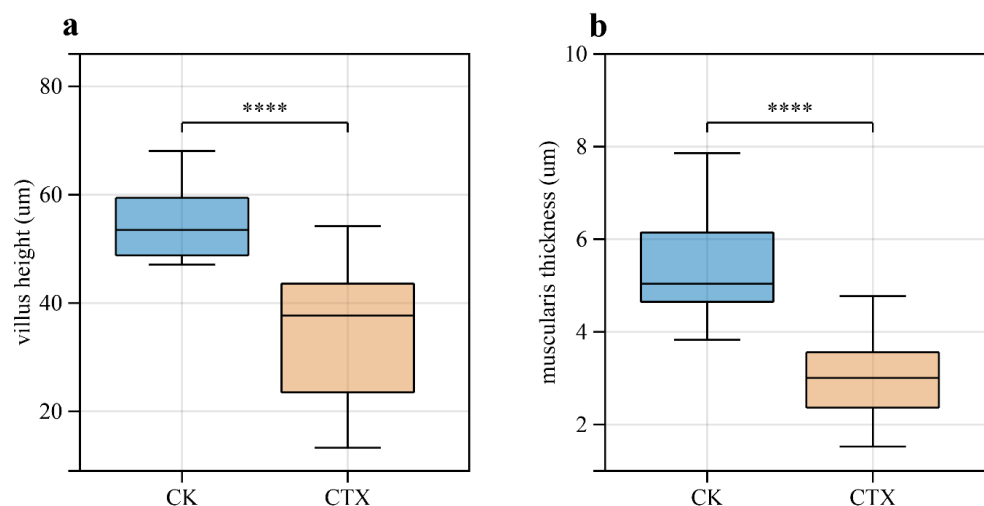 a
villus height (um)
80
60
40
20
****
CK
CTX
b
muscularis thickness (um)
10
8
6
4
2
****
CK
CTX